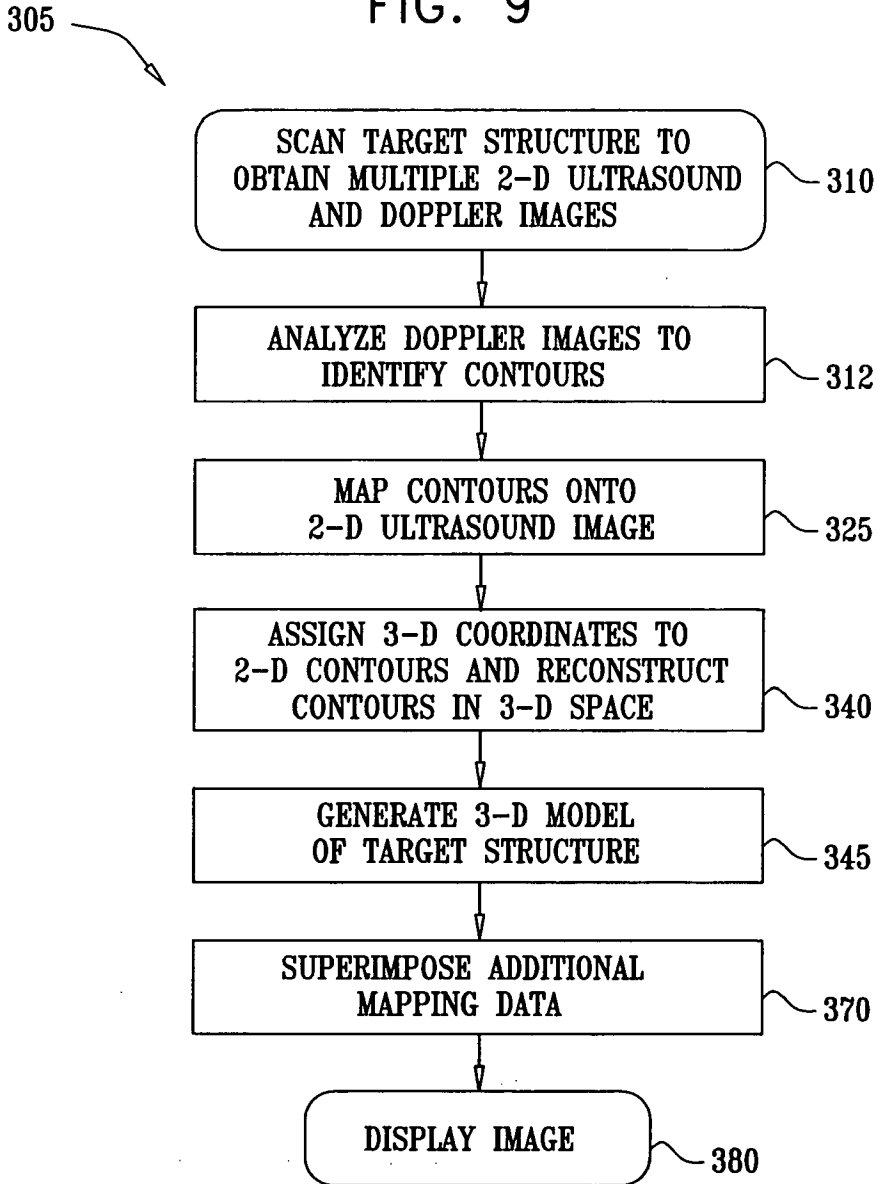 FIG. 9
305
SCAN TARGET STRUCTURE TO
OBTAIN MULTIPLE 2-D ULTRASOUND
AND DOPPLER IMAGES
310
ANALYZE DOPPLER IMAGES TO
IDENTIFY CONTOURS
312
MAP CONTOURS ONTO
2-D ULTRASOUND IMAGE
325
ASSIGN 3-D COORDINATES TO
2-D CONTOURS AND RECONSTRUCT
CONTOURS IN 3-D SPACE
340
GENERATE 3-D MODEL
OF TARGET STRUCTURE
345
SUPERIMPOSE ADDITIONAL
MAPPING DATA
370
DISPLAY IMAGE
380